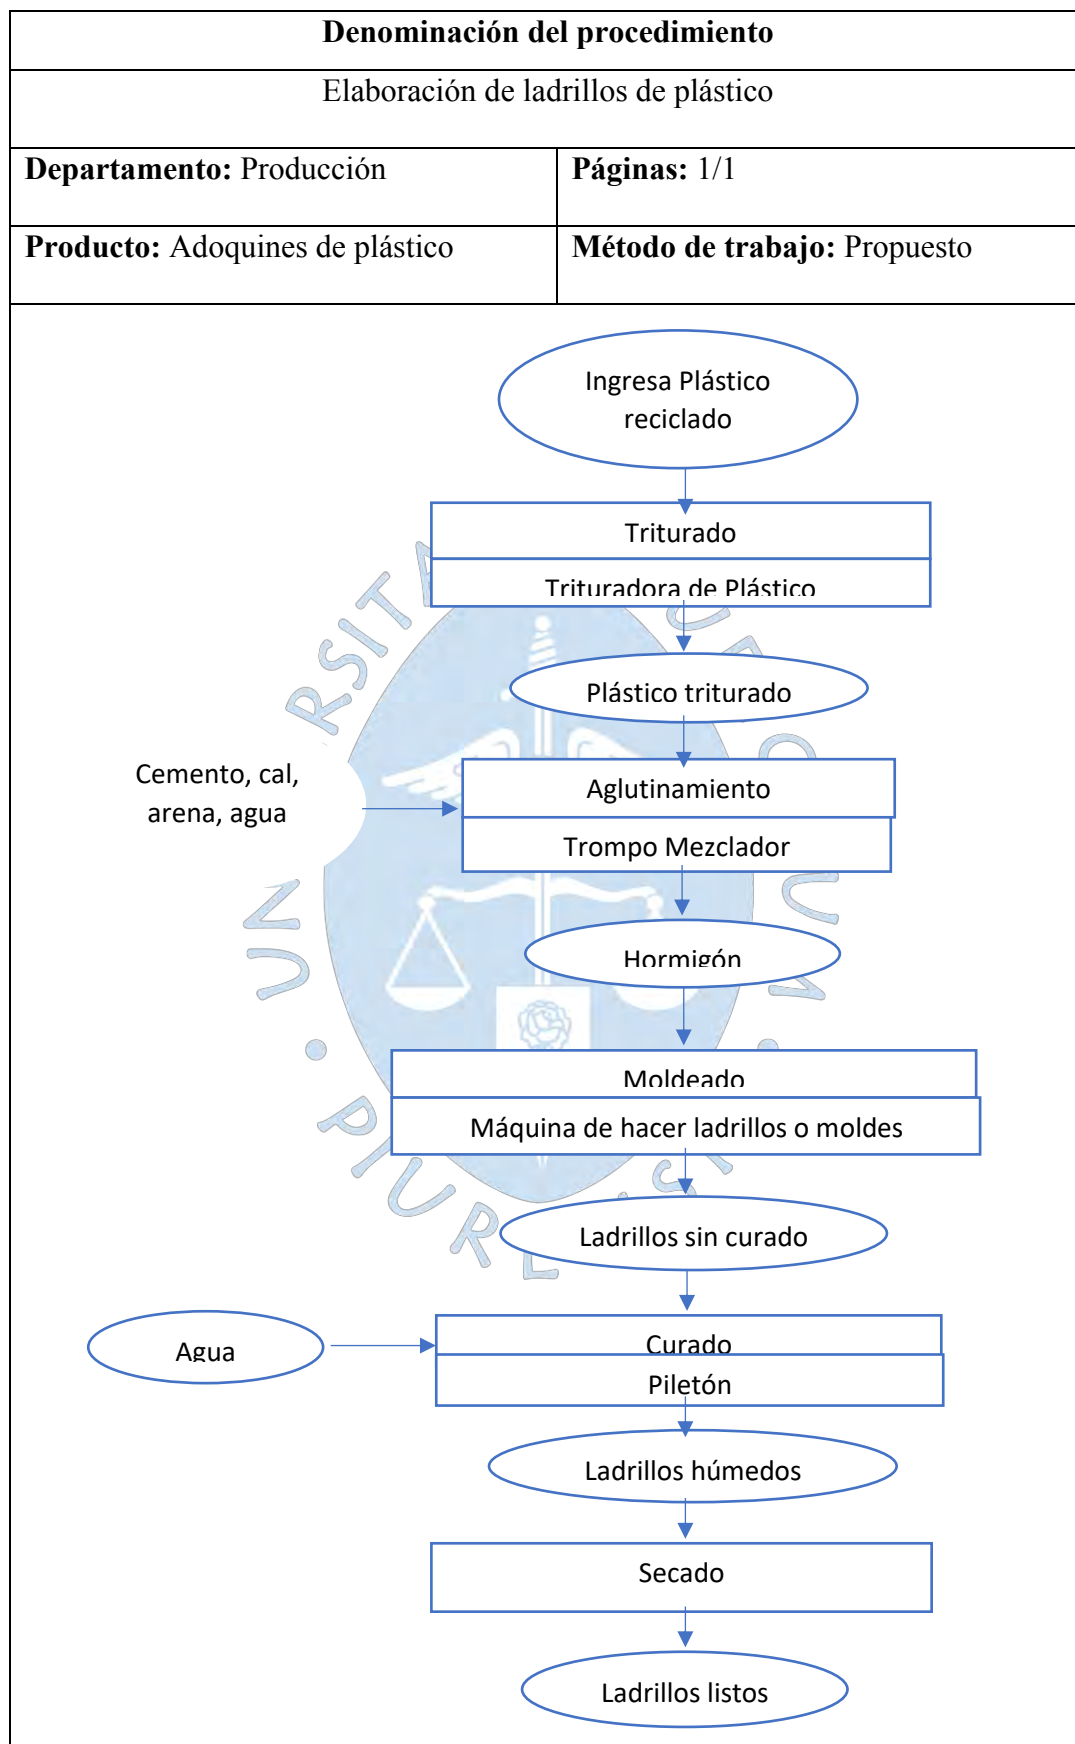 Denominación del procedimiento
Elaboración de ladrillos de plástico
Departamento: Producción
Páginas: 1/1
Producto: Adoquines de plástico
Método de trabajo: Propuesto
Ingresa Plástico
reciclado
Triturado
Trituradora de Plástico
Plástico triturado
Cemento, cal,
arena, agua
Aglutinamiento
Trompo Mezclador
Hormigón
Moldeado
Máquina de hacer ladrillos o moldes
Ladrillos sin curado
Agua
Curado
Piletón
Ladrillos húmedos
Secado
Ladrillos listos